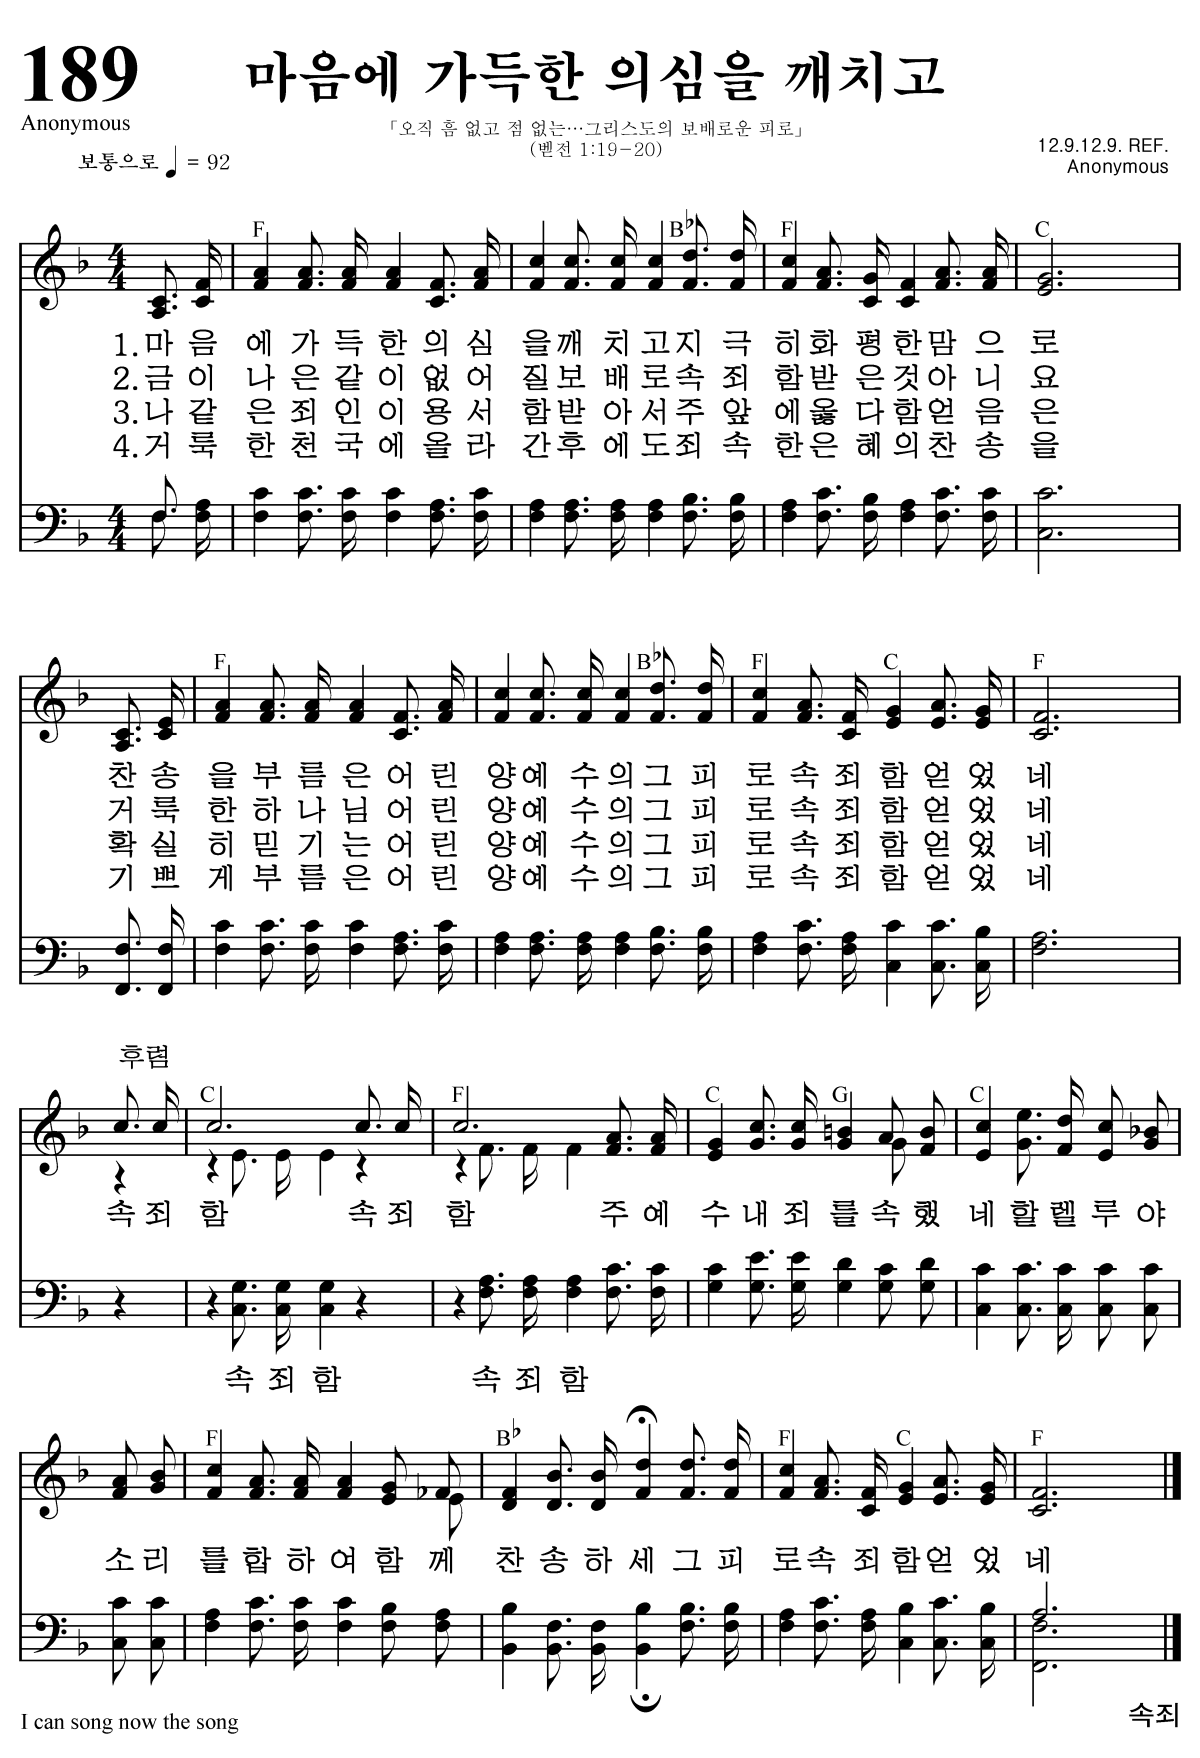 189
마음에 가득한 의심을 깨치고
Anonymous
「오직 흠 없고 점 없는…그리스도의 보배로운 피로」
(벧전 1:19-20)
보통으로 ♩ = 92
12.9.12.9. REF.
Anonymous
F B♭ F C
4/4
1.마 음 에 가 득 한 의 심 을깨 치 고지 극 히화 평 한맘 으 로
2.금 이 나 은 같 이 없 어 질보 배 로속 죄 함받 은것 아 니 요
3.나 같 은 죄 인 이 용 서 함받 아 서주 앞 에옳 다함 얻 음 은
4.거 룩 한 천 국 에 올 라 간후 에 도죄 속 한은 혜 의찬 송 을
4/4
F B♭ F C F
찬 송 을 부 름 은 어 린 양예 수 의그 피 로 속 죄 함 얻 었 네
거 룩 한 하 나 님 어 린 양예 수 의그 피 로 속 죄 함 얻 었 네
확 실 히 믿 기 는 어 린 양예 수 의그 피 로 속 죄 함 얻 었 네
기 쁘 게 부 름 은 어 린 양예 수 의그 피 로 속 죄 함 얻 었 네
후렴
C F C G C
속 죄 함 속 죄 함 주 예 수 내 죄 를 속 했 네 할 렐 루 야
속 죄 함 속 죄 함
F B♭ F C F
소 리 를 합 하 여 함 께 찬 송 하 세 그 피 로속 죄 함얻 었 네
I can song now the song
속죄